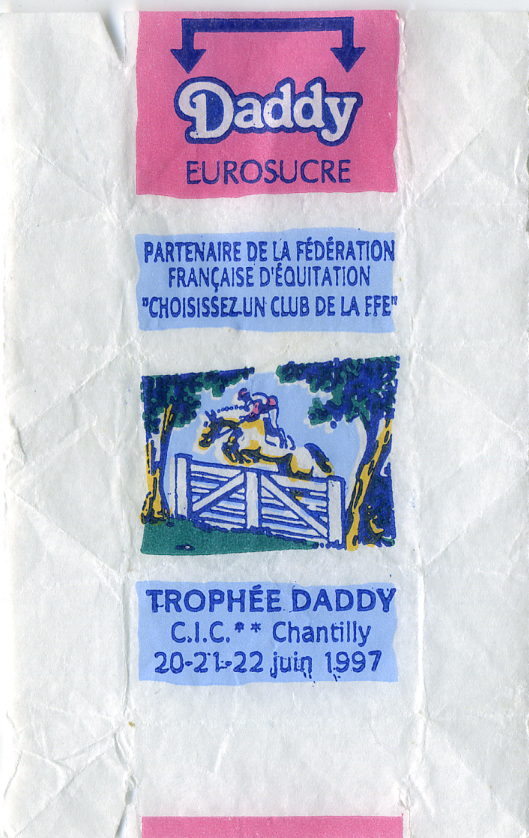 Daddy
EUROSUCRE
PARTENAIRE DE LA FÉDÉRATION
FRANÇAISE D'ÉQUITATION
"CHOISISSEZ UN CLUB DE LA FFE"
TROPHÉE DADDY
C.I.C.** Chantilly
20-21-22 juin 1997